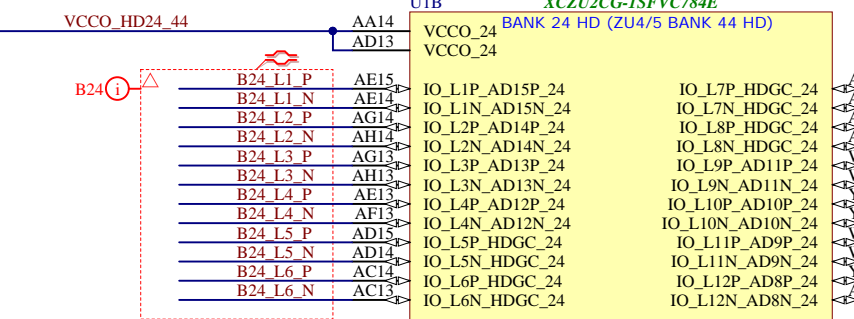 U1B XCZU2CG-1SFVC784E
VCCO_HD24_44 AA14 VCCO_24 BANK 24 HD (ZU4/5 BANK 44 HD)
AD13 VCCO_24
B24 i
B24_L1_P AE15 IO_L1P_AD15P_24 IO_L7P_HDGC_24
B24_L1_N AE14 IO_L1N_AD15N_24 IO_L7N_HDGC_24
B24_L2_P AG14 IO_L2P_AD14P_24 IO_L8P_HDGC_24
B24_L2_N AH14 IO_L2N_AD14N_24 IO_L8N_HDGC_24
B24_L3_P AG13 IO_L3P_AD13P_24 IO_L9P_AD11P_24
B24_L3_N AH13 IO_L3N_AD13N_24 IO_L9N_AD11N_24
B24_L4_P AE13 IO_L4P_AD12P_24 IO_L10P_AD10P_24
B24_L4_N AF13 IO_L4N_AD12N_24 IO_L10N_AD10N_24
B24_L5_P AD15 IO_L5P_HDGC_24 IO_L11P_AD9P_24
B24_L5_N AD14 IO_L5N_HDGC_24 IO_L11N_AD9N_24
B24_L6_P AC14 IO_L6P_HDGC_24 IO_L12P_AD8P_24
B24_L6_N AC13 IO_L6N_HDGC_24 IO_L12N_AD8N_24